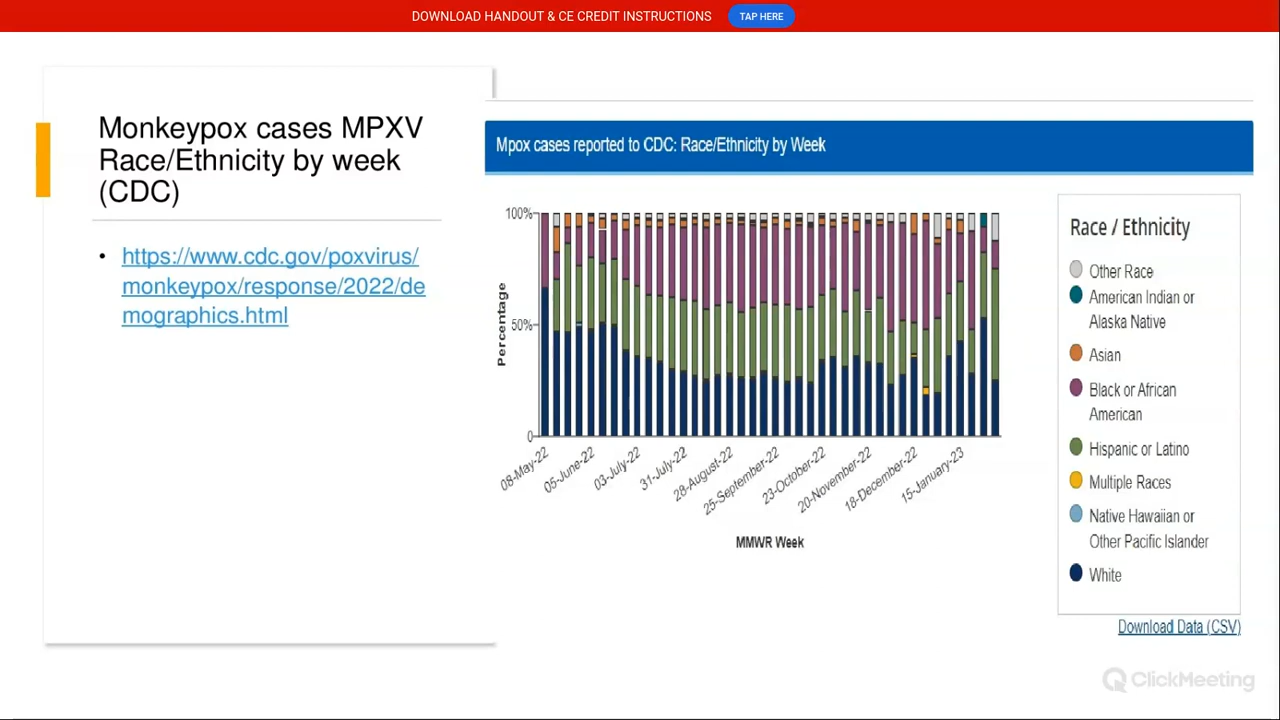 DOWNLOAD HANDOUT & CE CREDIT INSTRUCTIONS TAP HERE
Monkeypox cases MPXV
Race/Ethnicity by week
(CDC)
• https://www.cdc.gov/poxvirus/
monkeypox/response/2022/de
mographics.html
Mpox cases reported to CDC: Race/Ethnicity by Week
Percentage
100%
50%
0
08-May-22
05-June-22
03-July-22
31-July-22
28-August-22
25-September-22
23-October-22
20-November-22
18-December-22
15-January-23
MMWR Week
Race / Ethnicity
Other Race
American Indian or
Alaska Native
Asian
Black or African
American
Hispanic or Latino
Multiple Races
Native Hawaiian or
Other Pacific Islander
White
Download Data (CSV)
ClickMeeting